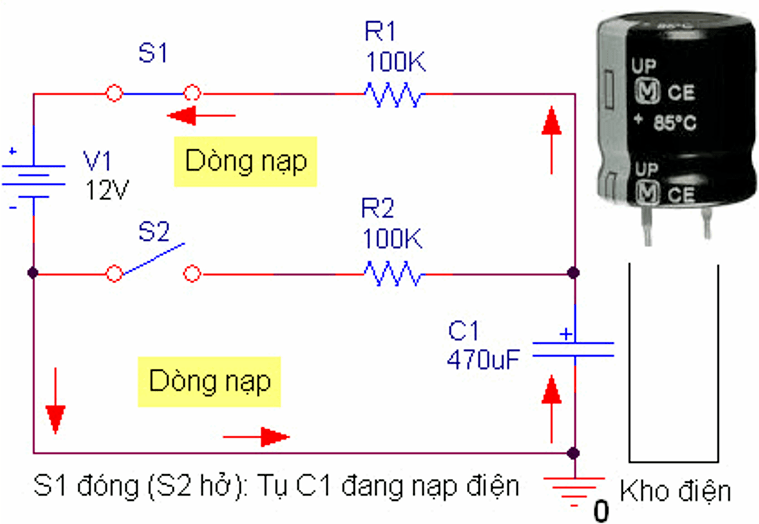 S1
R1
100K
UP
M CE
+ 85°C
UP
M CE
Dòng nạp
+
V1
12V
-
S2
R2
100K
C1
470uF
+
Dòng nạp
S1 đóng (S2 hở): Tụ C1 đang nạp điện
0
Kho điện